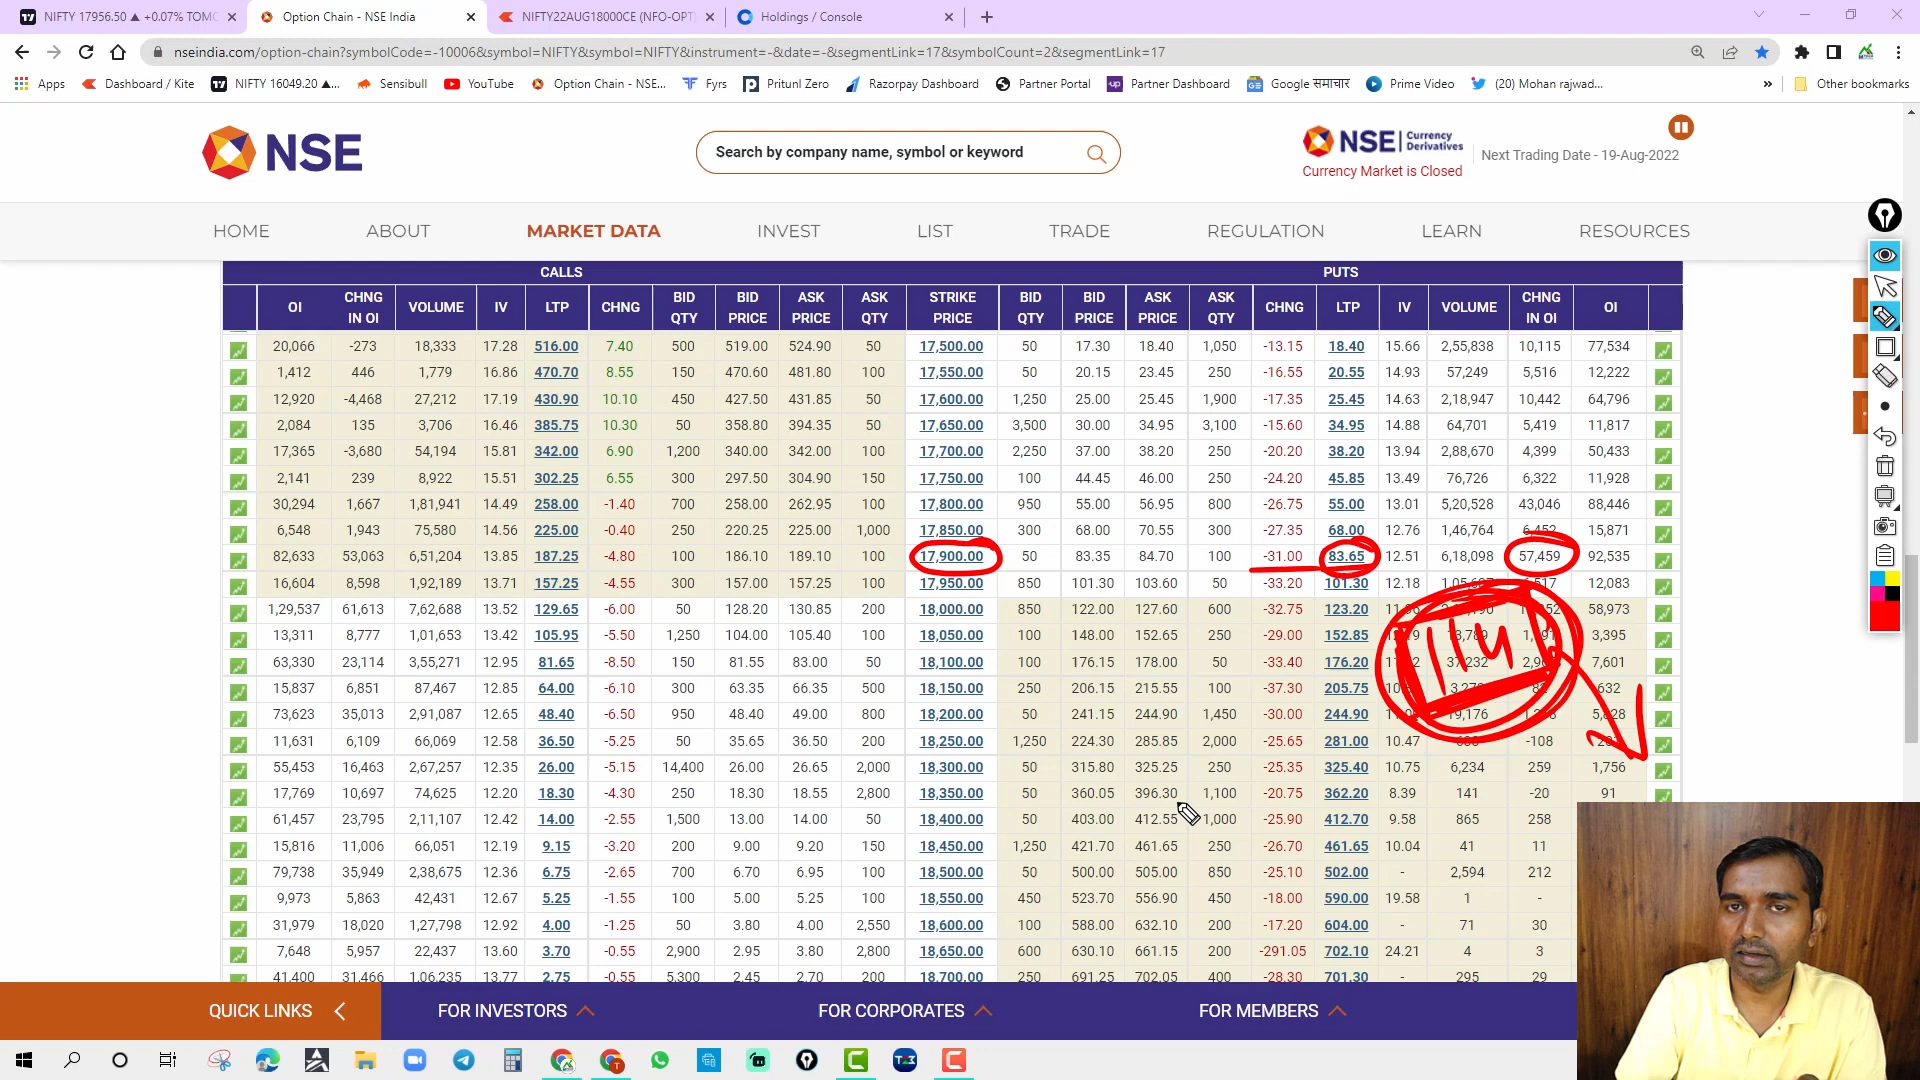 NIFTY 17956.50 ▲ +0.07% TOMO
Option Chain - NSE India
NIFTY22AUG18000CE (NFO-OPT)
Holdings / Console
nseindia.com/option-chain?symbolCode=-10006&symbol=NIFTY&symbol=NIFTY&instrument=-&date=-&segmentLink=17&symbolCount=2&segmentLink=17
Apps Dashboard / Kite NIFTY 16049.20 ▲... Sensibull YouTube Option Chain - NSE... Fyrs Pritunl Zero Razorpay Dashboard Partner Portal Partner Dashboard Google समाचार Prime Video (20) Mohan rajwad... » Other bookmarks
NSE
Search by company name, symbol or keyword
NSE Currency Derivatives
Currency Market is Closed
Next Trading Date - 19-Aug-2022
HOME ABOUT MARKET DATA INVEST LIST TRADE REGULATION LEARN RESOURCES
CALLS PUTS
OI CHNG IN OI VOLUME IV LTP CHNG BID QTY BID PRICE ASK PRICE ASK QTY STRIKE PRICE BID QTY BID PRICE ASK PRICE ASK QTY CHNG LTP IV VOLUME CHNG IN OI OI
20,066 -273 18,333 17.28 516.00 7.40 500 519.00 524.90 50 17,500.00 50 17.30 18.40 1,050 -13.15 18.40 15.66 2,55,838 10,115 77,534
1,412 446 1,779 16.86 470.70 8.55 150 470.60 481.80 100 17,550.00 50 20.15 23.45 250 -16.55 20.55 14.93 57,249 5,516 12,222
12,920 -4,468 27,212 17.19 430.90 10.10 450 427.50 431.85 50 17,600.00 1,250 25.00 25.45 1,900 -17.35 25.45 14.63 2,18,947 10,442 64,796
2,084 135 3,706 16.46 385.75 10.30 50 358.80 394.35 50 17,650.00 3,500 30.00 34.95 3,100 -15.60 34.95 14.88 64,701 5,419 11,817
17,365 -3,680 54,194 15.81 342.00 6.90 1,200 340.00 342.00 100 17,700.00 2,250 37.00 38.20 250 -20.20 38.20 13.94 2,88,670 4,399 50,433
2,141 239 8,922 15.51 302.25 6.55 300 297.50 304.90 150 17,750.00 100 44.45 46.00 250 -24.20 45.85 13.49 76,726 6,322 11,928
30,294 1,667 1,81,941 14.49 258.00 -1.40 700 258.00 262.95 100 17,800.00 950 55.00 56.95 800 -26.75 55.00 13.01 5,20,528 43,046 88,446
6,548 1,943 75,580 14.56 225.00 -0.40 250 220.25 225.00 1,000 17,850.00 300 68.00 70.55 300 -27.35 68.00 12.76 1,46,764 6,452 15,871
82,633 53,063 6,51,204 13.85 187.25 -4.80 100 186.10 189.10 100 17,900.00 50 83.35 84.70 100 -31.00 83.65 12.51 6,18,098 57,459 92,535
16,604 8,598 1,92,189 13.71 157.25 -4.55 300 157.00 157.25 100 17,950.00 850 101.30 103.60 50 -33.20 101.30 12.18 12,083
1,29,537 61,613 7,62,688 13.52 129.65 -6.00 50 128.20 130.85 200 18,000.00 850 122.00 127.60 600 -32.75 123.20 58,973
13,311 8,777 1,01,653 13.42 105.95 -5.50 1,250 104.00 105.40 100 18,050.00 100 148.00 152.65 250 -29.00 152.85 3,395
63,330 23,114 3,55,271 12.95 81.65 -8.50 150 81.55 83.00 50 18,100.00 100 176.15 178.00 50 -33.40 176.20 7,601
15,837 6,851 87,467 12.85 64.00 -6.10 300 63.35 66.35 500 18,150.00 250 206.15 215.55 100 -37.30 205.75 632
73,623 35,013 2,91,087 12.65 48.40 -6.50 950 48.40 49.00 800 18,200.00 50 241.15 244.90 1,450 -30.00 244.90
11,631 6,109 66,069 12.58 36.50 -5.25 50 35.65 36.50 500 18,250.00 1,250 224.30 285.85 2,000 -25.65 281.00 10.47 -108
55,453 16,463 2,67,257 12.35 26.00 -5.15 14,400 26.00 26.65 2,000 18,300.00 50 315.80 325.25 250 -25.35 325.40 10.75 6,234 259 1,756
17,769 10,697 74,625 12.20 18.30 -4.30 250 18.30 18.55 2,800 18,350.00 50 360.05 396.30 1,100 -20.75 362.20 8.39 141 -20 91
61,457 23,795 2,11,107 12.42 14.00 -2.55 1,500 13.00 14.00 50 18,400.00 50 403.00 412.55 1,000 -25.90 412.70 9.58 865 258
15,816 11,006 66,051 12.19 9.15 -3.20 200 9.00 9.20 150 18,450.00 1,250 421.70 461.65 250 -26.70 461.65 10.04 41 11
79,738 35,949 2,38,675 12.36 6.75 -2.65 700 6.70 6.95 100 18,500.00 50 500.00 505.00 850 -25.10 502.00 - 2,594 212
9,973 5,863 42,431 12.67 5.25 -1.55 100 5.00 5.25 100 18,550.00 450 523.70 556.90 450 -18.00 590.00 19.58 1 -
31,979 18,020 1,27,798 12.92 4.00 -1.25 50 3.80 4.00 2,550 18,600.00 100 588.00 632.10 200 -17.20 604.00 - 71 30
7,648 5,957 22,437 13.60 3.70 -0.55 2,900 2.95 3.80 2,800 18,650.00 600 630.10 661.15 200 -291.05 702.10 24.21 4 3
41,400 31,466 1,06,235 13.77 2.75 -0.55 5,300 2.45 2.70 200 18,700.00 250 691.25 702.05 400 -28.30 701.30 - 295 29
114
QUICK LINKS FOR INVESTORS FOR CORPORATES FOR MEMBERS